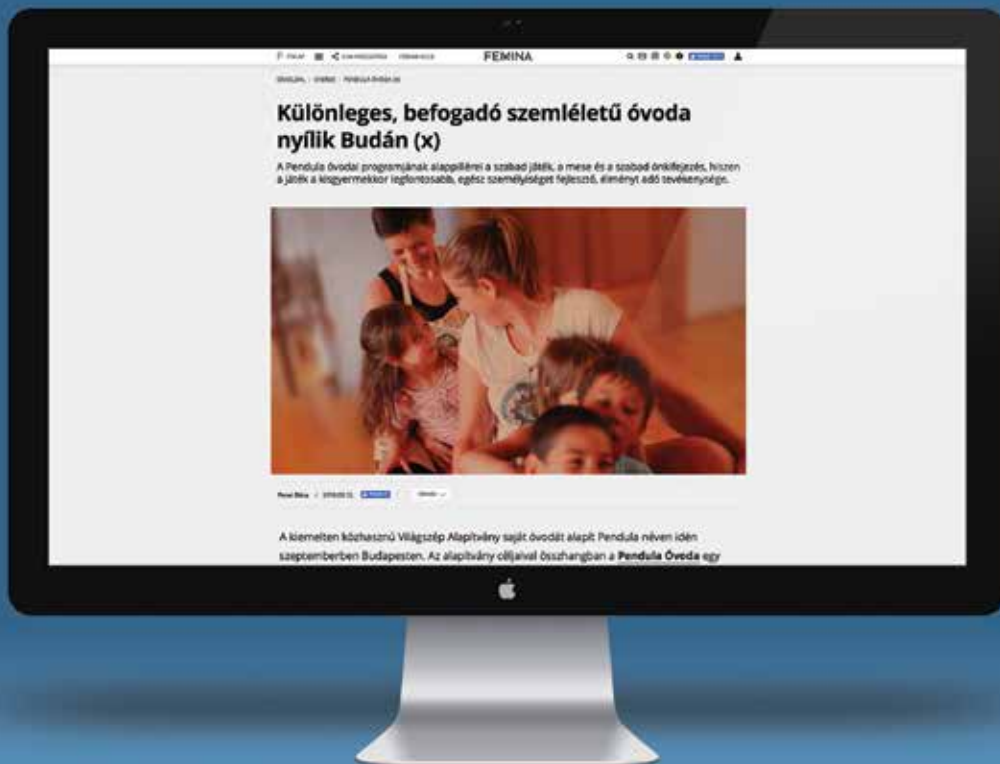 FEMINA
Különleges, befogadó szemléletű óvoda
nyílik Budán (x)
A Pendula óvodai programjának alappillérei a szabad játék, a mese és a szabad önkifejezés, hiszen
a játék a kisgyermekkor legfontosabb, egész személyiséget fejlesztő, élményt adó tevékenysége.
A kiemelten közhasznú Világszép Alapítvány saját óvodát alapít Pendula néven idén
szeptemberben Budapesten. Az alapítvány céljaival összhangban a Pendula Óvoda egy